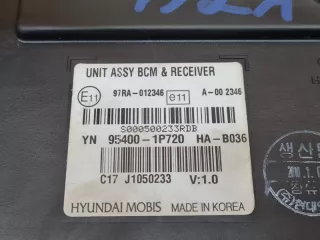 UNIT ASSY BCM & RECEIVER
E11 97RA-012346 e11 A-00 2346
S000500233RDB
YN 95400-1P720 HA-B036
C17 J1050233 V:1.0
HYUNDAI MOBIS MADE IN KOREA